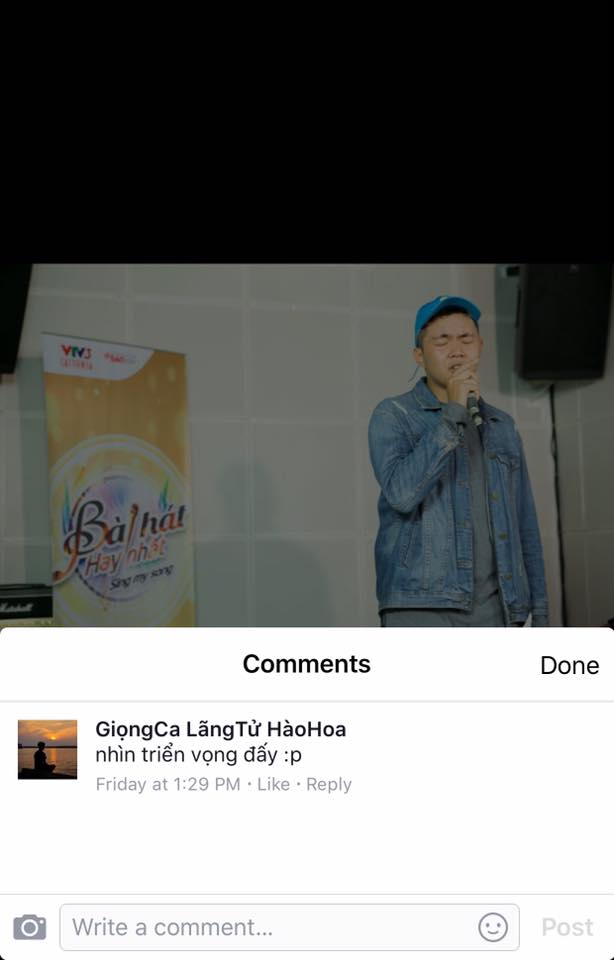 VTV3
Bài hát
Hay nhất
Sing my song
Marshall
Comments
Done
GiọngCa LãngTử HàoHoa
nhìn triển vọng đấy :p
Friday at 1:29 PM · Like · Reply
Write a comment...
Post